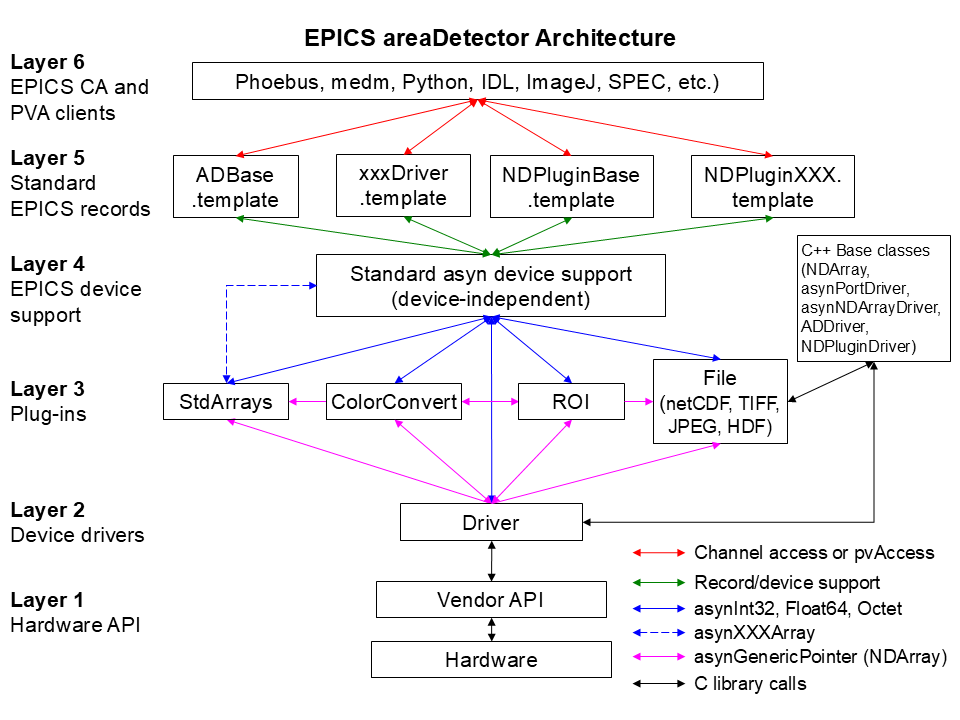 EPICS areaDetector Architecture
Layer 6
EPICS CA and
PVA clients
Phoebus, medm, Python, IDL, ImageJ, SPEC, etc.)
Layer 5
Standard
EPICS records
ADBase
.template
xxxDriver
.template
NDPluginBase
.template
NDPluginXXX.
template
Layer 4
EPICS device
support
Standard asyn device support
(device-independent)
C++ Base classes
(NDArray,
asynPortDriver,
asynNDArrayDriver,
ADDriver,
NDPluginDriver)
Layer 3
Plug-ins
StdArrays
ColorConvert
ROI
File
(netCDF, TIFF,
JPEG, HDF)
Layer 2
Device drivers
Driver
Layer 1
Hardware API
Vendor API
Hardware
Channel access or pvAccess
Record/device support
asynInt32, Float64, Octet
asynXXXArray
asynGenericPointer (NDArray)
C library calls